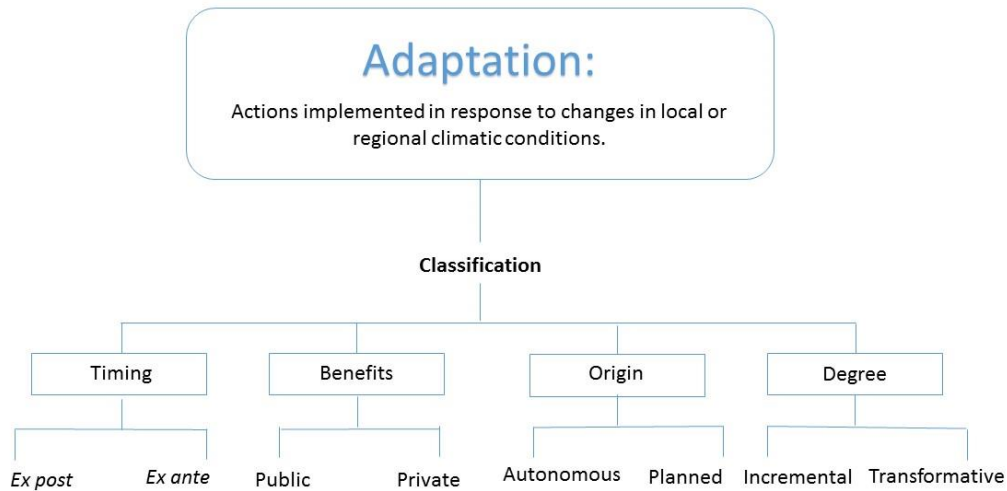 Adaptation:
Actions implemented in response to changes in local or
regional climatic conditions.
Classification
Timing Benefits Origin Degree
Ex post Ex ante Public Private Autonomous Planned Incremental Transformative